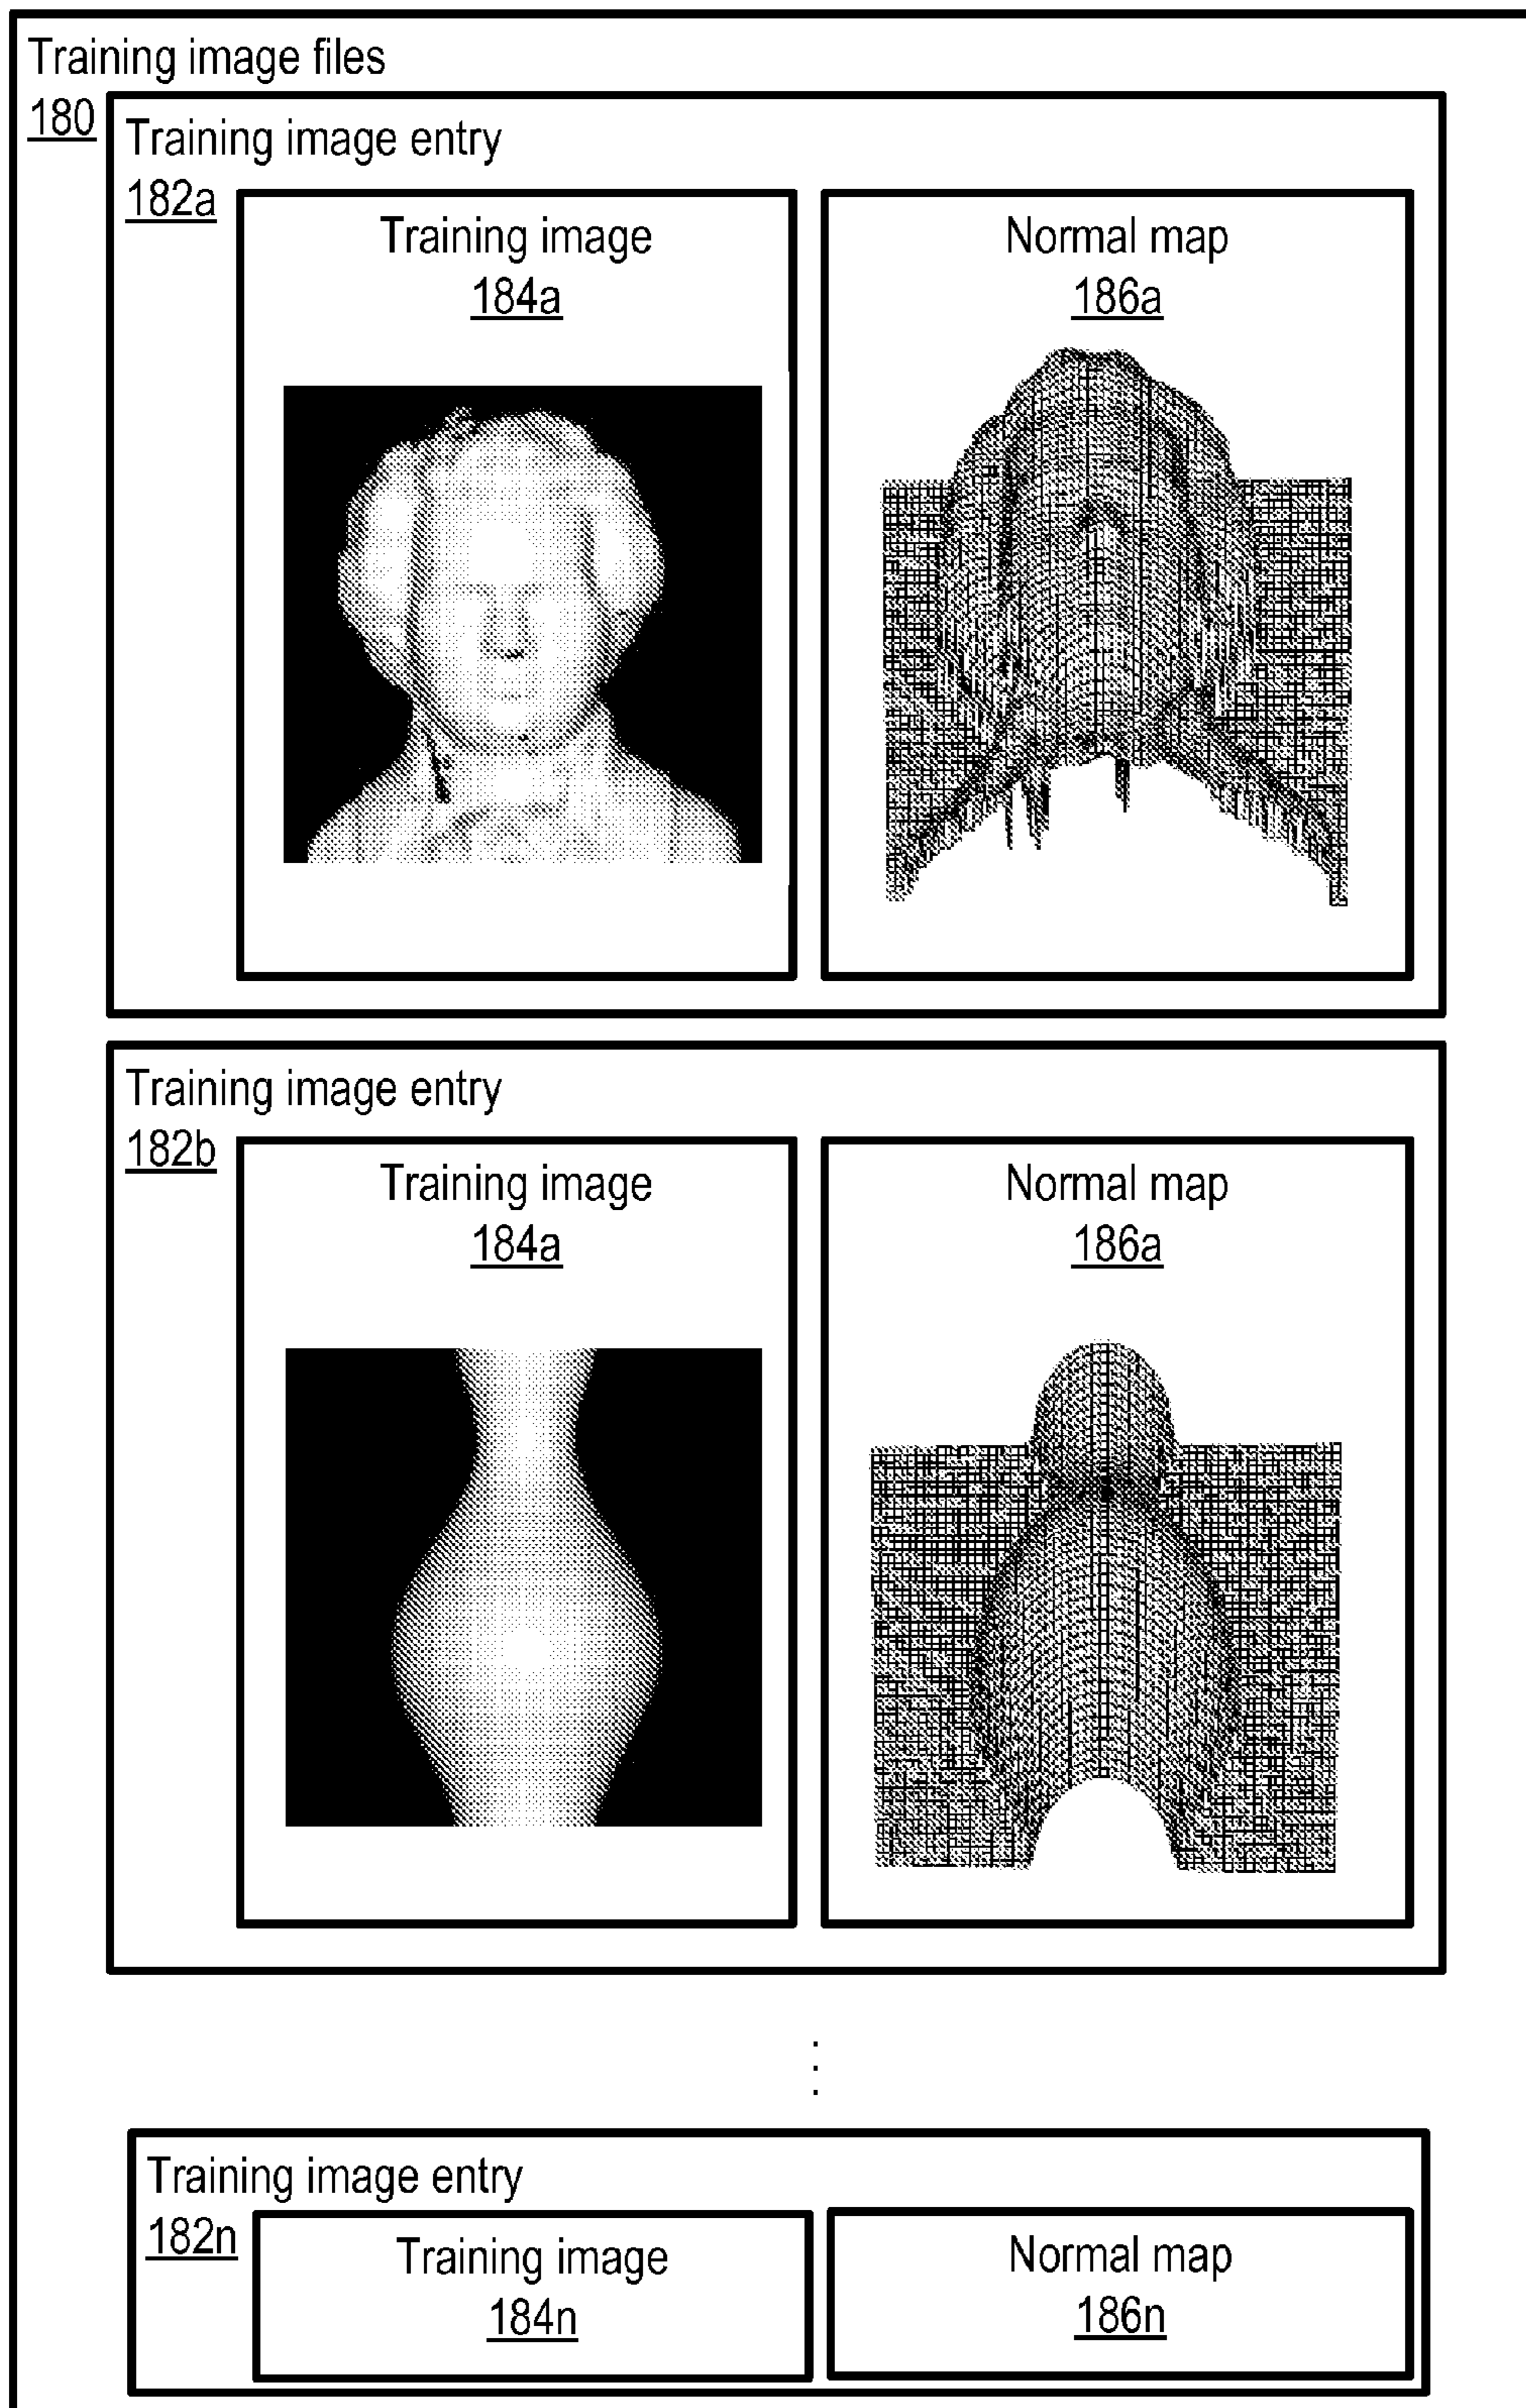 Training image files
180
Training image entry
182a
Training image
184a
Normal map
186a
Training image entry
182b
Training image
184a
Normal map
186a
Training image entry
182n
Training image
184n
Normal map
186n